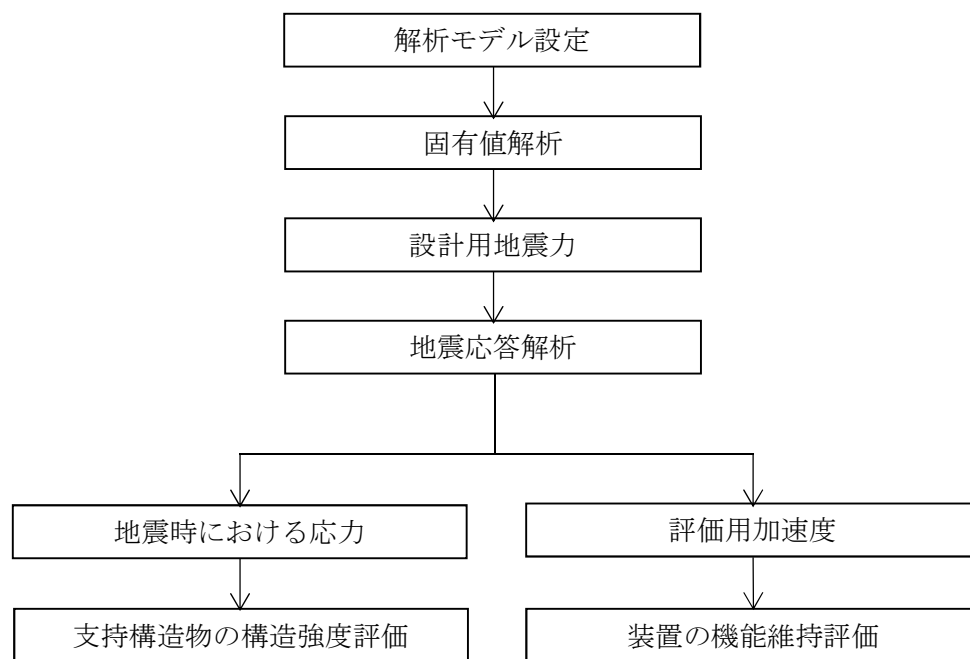 解析モデル設定
固有値解析
設計用地震力
地震応答解析
地震時における応力
評価用加速度
支持構造物の構造強度評価
装置の機能維持評価